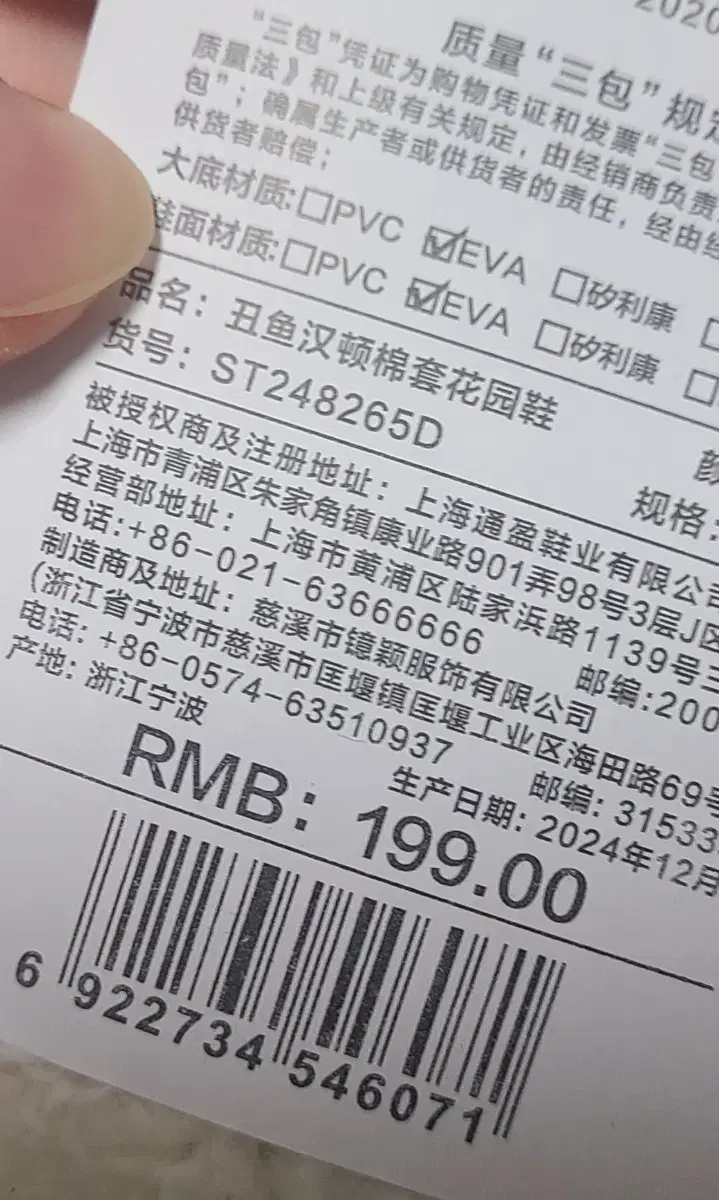 2020
质量“三包”规定
“三包”凭证为购物凭证和发票“三包
质量法》和上级有关规定，由经销商负责
包”；确属生产者或供货者的责任，经由经
供货者赔偿；
大底材质:□PVC ☑EVA □矽利康 □
鞋面材质:□PVC ☑EVA □矽利康 □
品名：丑鱼汉顿棉套花园鞋
颜
货号：ST248265D
规格：
被授权商及注册地址：上海通盈鞋业有限公司
上海市青浦区朱家角镇康业路901弄98号3层J区
经营部地址：上海市黄浦区陆家浜路1139号三
电话:+86-021-63666666 邮编:200
制造商及地址：慈溪市镱颖服饰有限公司
(浙江省宁波市慈溪市匡堰镇匡堰工业区海田路69号
电话: +86-0574-63510937 邮编: 31533
产地: 浙江宁波 生产日期: 2024年12月
RMB: 199.00
6 922734 546071